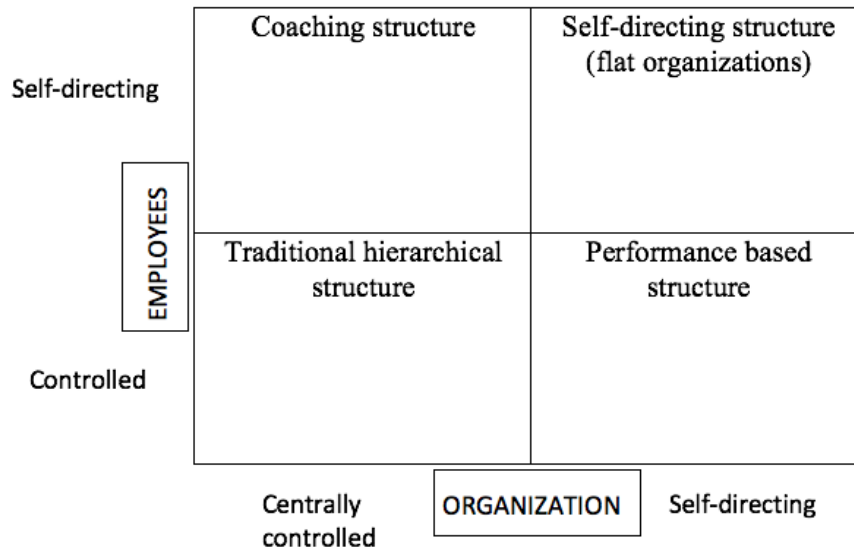 Coaching structure
Self-directing structure
(flat organizations)
Self-directing
EMPLOYEES
Traditional hierarchical
structure
Performance based
structure
Controlled
Centrally
controlled
ORGANIZATION
Self-directing